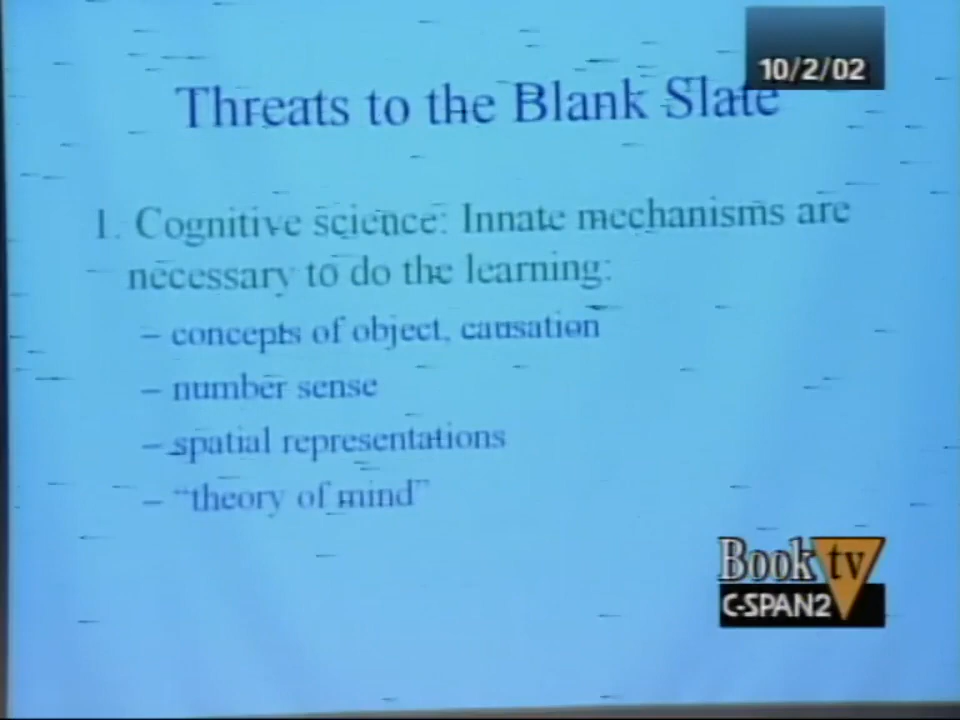 10/2/02
Threats to the Blank Slate
1. Cognitive science: Innate mechanisms are
necessary to do the learning:
– concepts of object, causation
– number sense
– spatial representations
– “theory of mind”
Book tv
C-SPAN2